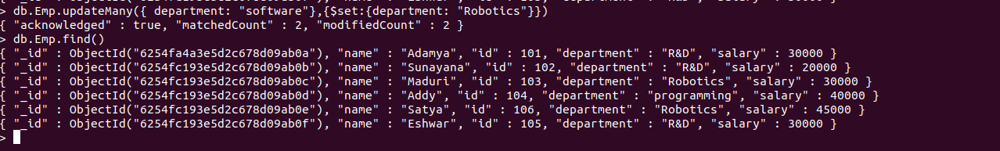 > db.Emp.updateMany({ department: "software"},{$set:{department: "Robotics"}})
{ "acknowledged" : true, "matchedCount" : 2, "modifiedCount" : 2 }
> db.Emp.find()
{ "_id" : ObjectId("6254fa4a3e5d2c678d09ab0a"), "name" : "Adamya", "id" : 101, "department" : "R&D", "salary" : 30000 }
{ "_id" : ObjectId("6254fc193e5d2c678d09ab0b"), "name" : "Sunayana", "id" : 102, "department" : "R&D", "salary" : 20000 }
{ "_id" : ObjectId("6254fc193e5d2c678d09ab0c"), "name" : "Maduri", "id" : 103, "department" : "Robotics", "salary" : 30000 }
{ "_id" : ObjectId("6254fc193e5d2c678d09ab0d"), "name" : "Addy", "id" : 104, "department" : "programming", "salary" : 40000 }
{ "_id" : ObjectId("6254fc193e5d2c678d09ab0e"), "name" : "Satya", "id" : 106, "department" : "Robotics", "salary" : 45000 }
{ "_id" : ObjectId("6254fc193e5d2c678d09ab0f"), "name" : "Eshwar", "id" : 105, "department" : "R&D", "salary" : 30000 }
>